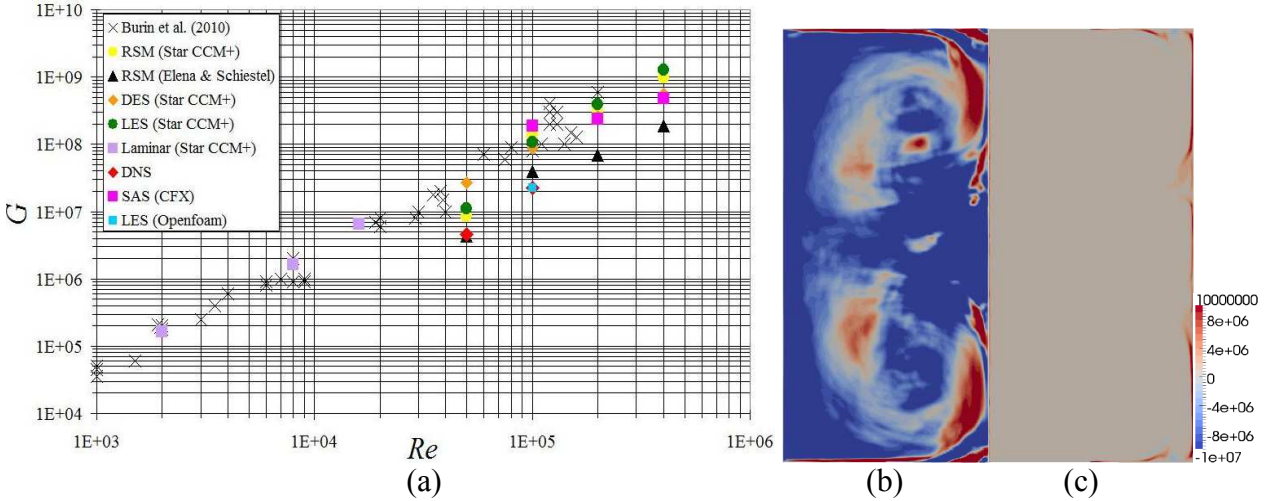 1E+10
1E+09
1E+08
1E+07
1E+06
1E+05
1E+04
G
Burin et al. (2010)
RSM (Star CCM+)
RSM (Elena & Schiestel)
DES (Star CCM+)
LES (Star CCM+)
Laminar (Star CCM+)
DNS
SAS (CFX)
LES (Openfoam)
1E+03
1E+04
1E+05
1E+06
Re
(a)
(b)
(c)
10000000
8e+06
4e+06
0
-4e+06
-8e+06
-1e+07